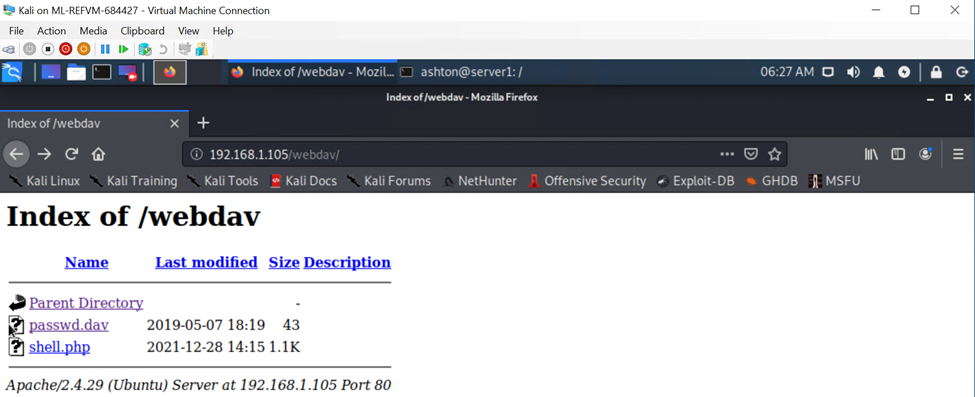 Kali on ML-REFVM-684427 - Virtual Machine Connection
File Action Media Clipboard View Help
Index of /webdav - Mozil... ashton@server1: / 06:27 AM
Index of /webdav - Mozilla Firefox
Index of /webdav
192.168.1.105/webdav/
Kali Linux Kali Training Kali Tools Kali Docs Kali Forums NetHunter Offensive Security Exploit-DB GHDB MSFU
Index of /webdav
Name Last modified Size Description
Parent Directory -
passwd.dav 2019-05-07 18:19 43
shell.php 2021-12-28 14:15 1.1K
Apache/2.4.29 (Ubuntu) Server at 192.168.1.105 Port 80